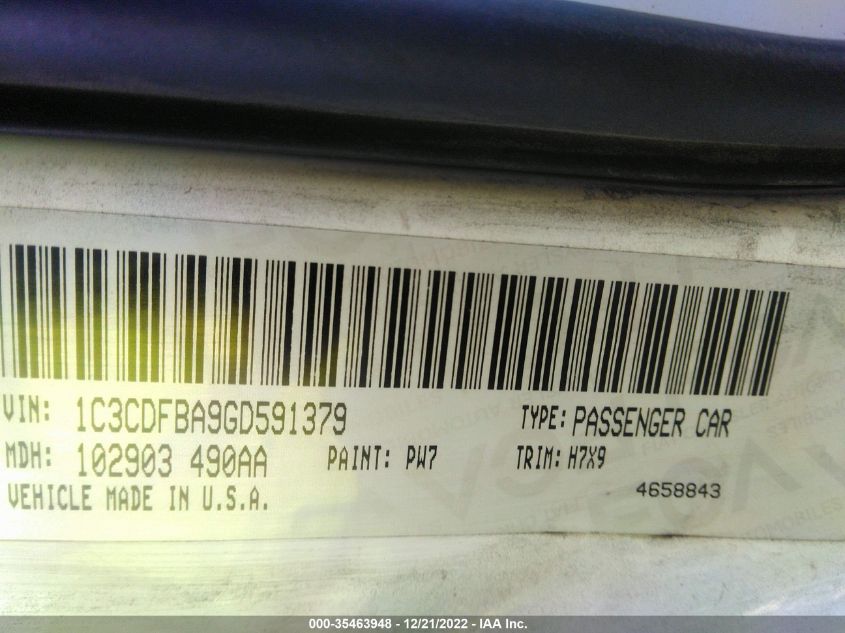 VIN: 1C3CDFBA9GD591379 TYPE: PASSENGER CAR
MDH: 102903 490AA PAINT: PW7 TRIM: H7X9
VEHICLE MADE IN U.S.A. 4658843
000-35463948 - 12/21/2022 - IAA Inc.